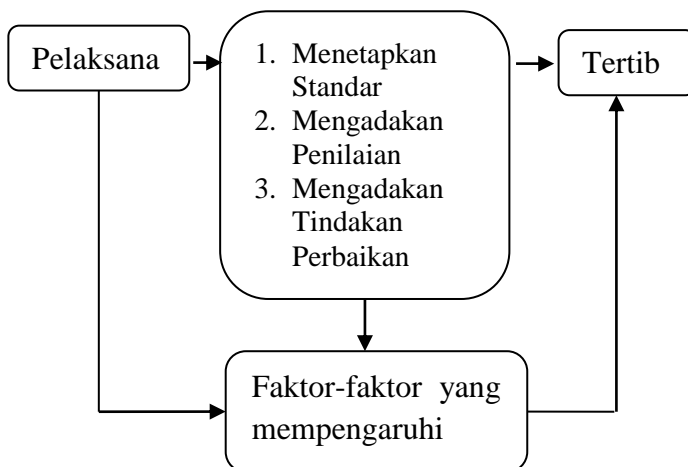 Pelaksana
1. Menetapkan
Standar
2. Mengadakan
Penilaian
3. Mengadakan
Tindakan
Perbaikan
Tertib
Faktor-faktor yang
mempengaruhi